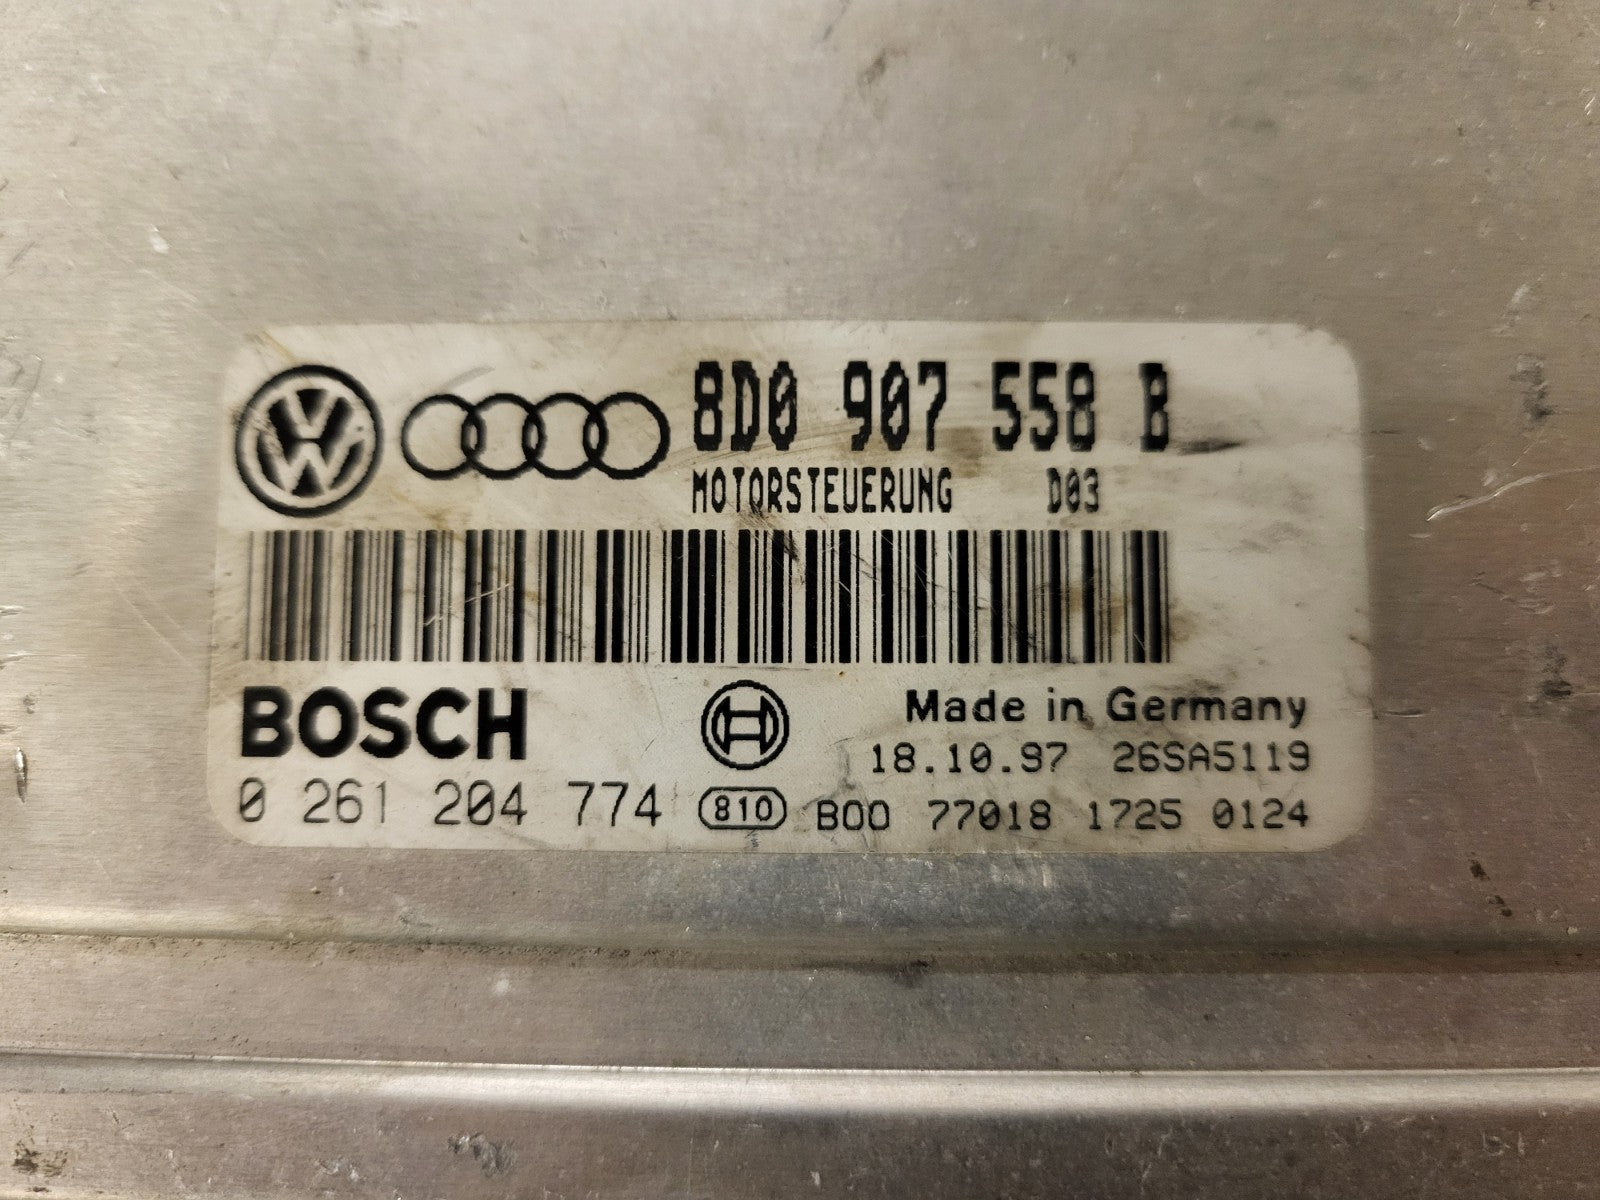 8D0 907 558 B
MOTORSTEUERUNG D03
BOSCH
Made in Germany
18.10.97 26SA5119
0 261 204 774 810 B00 77018 1725 0124